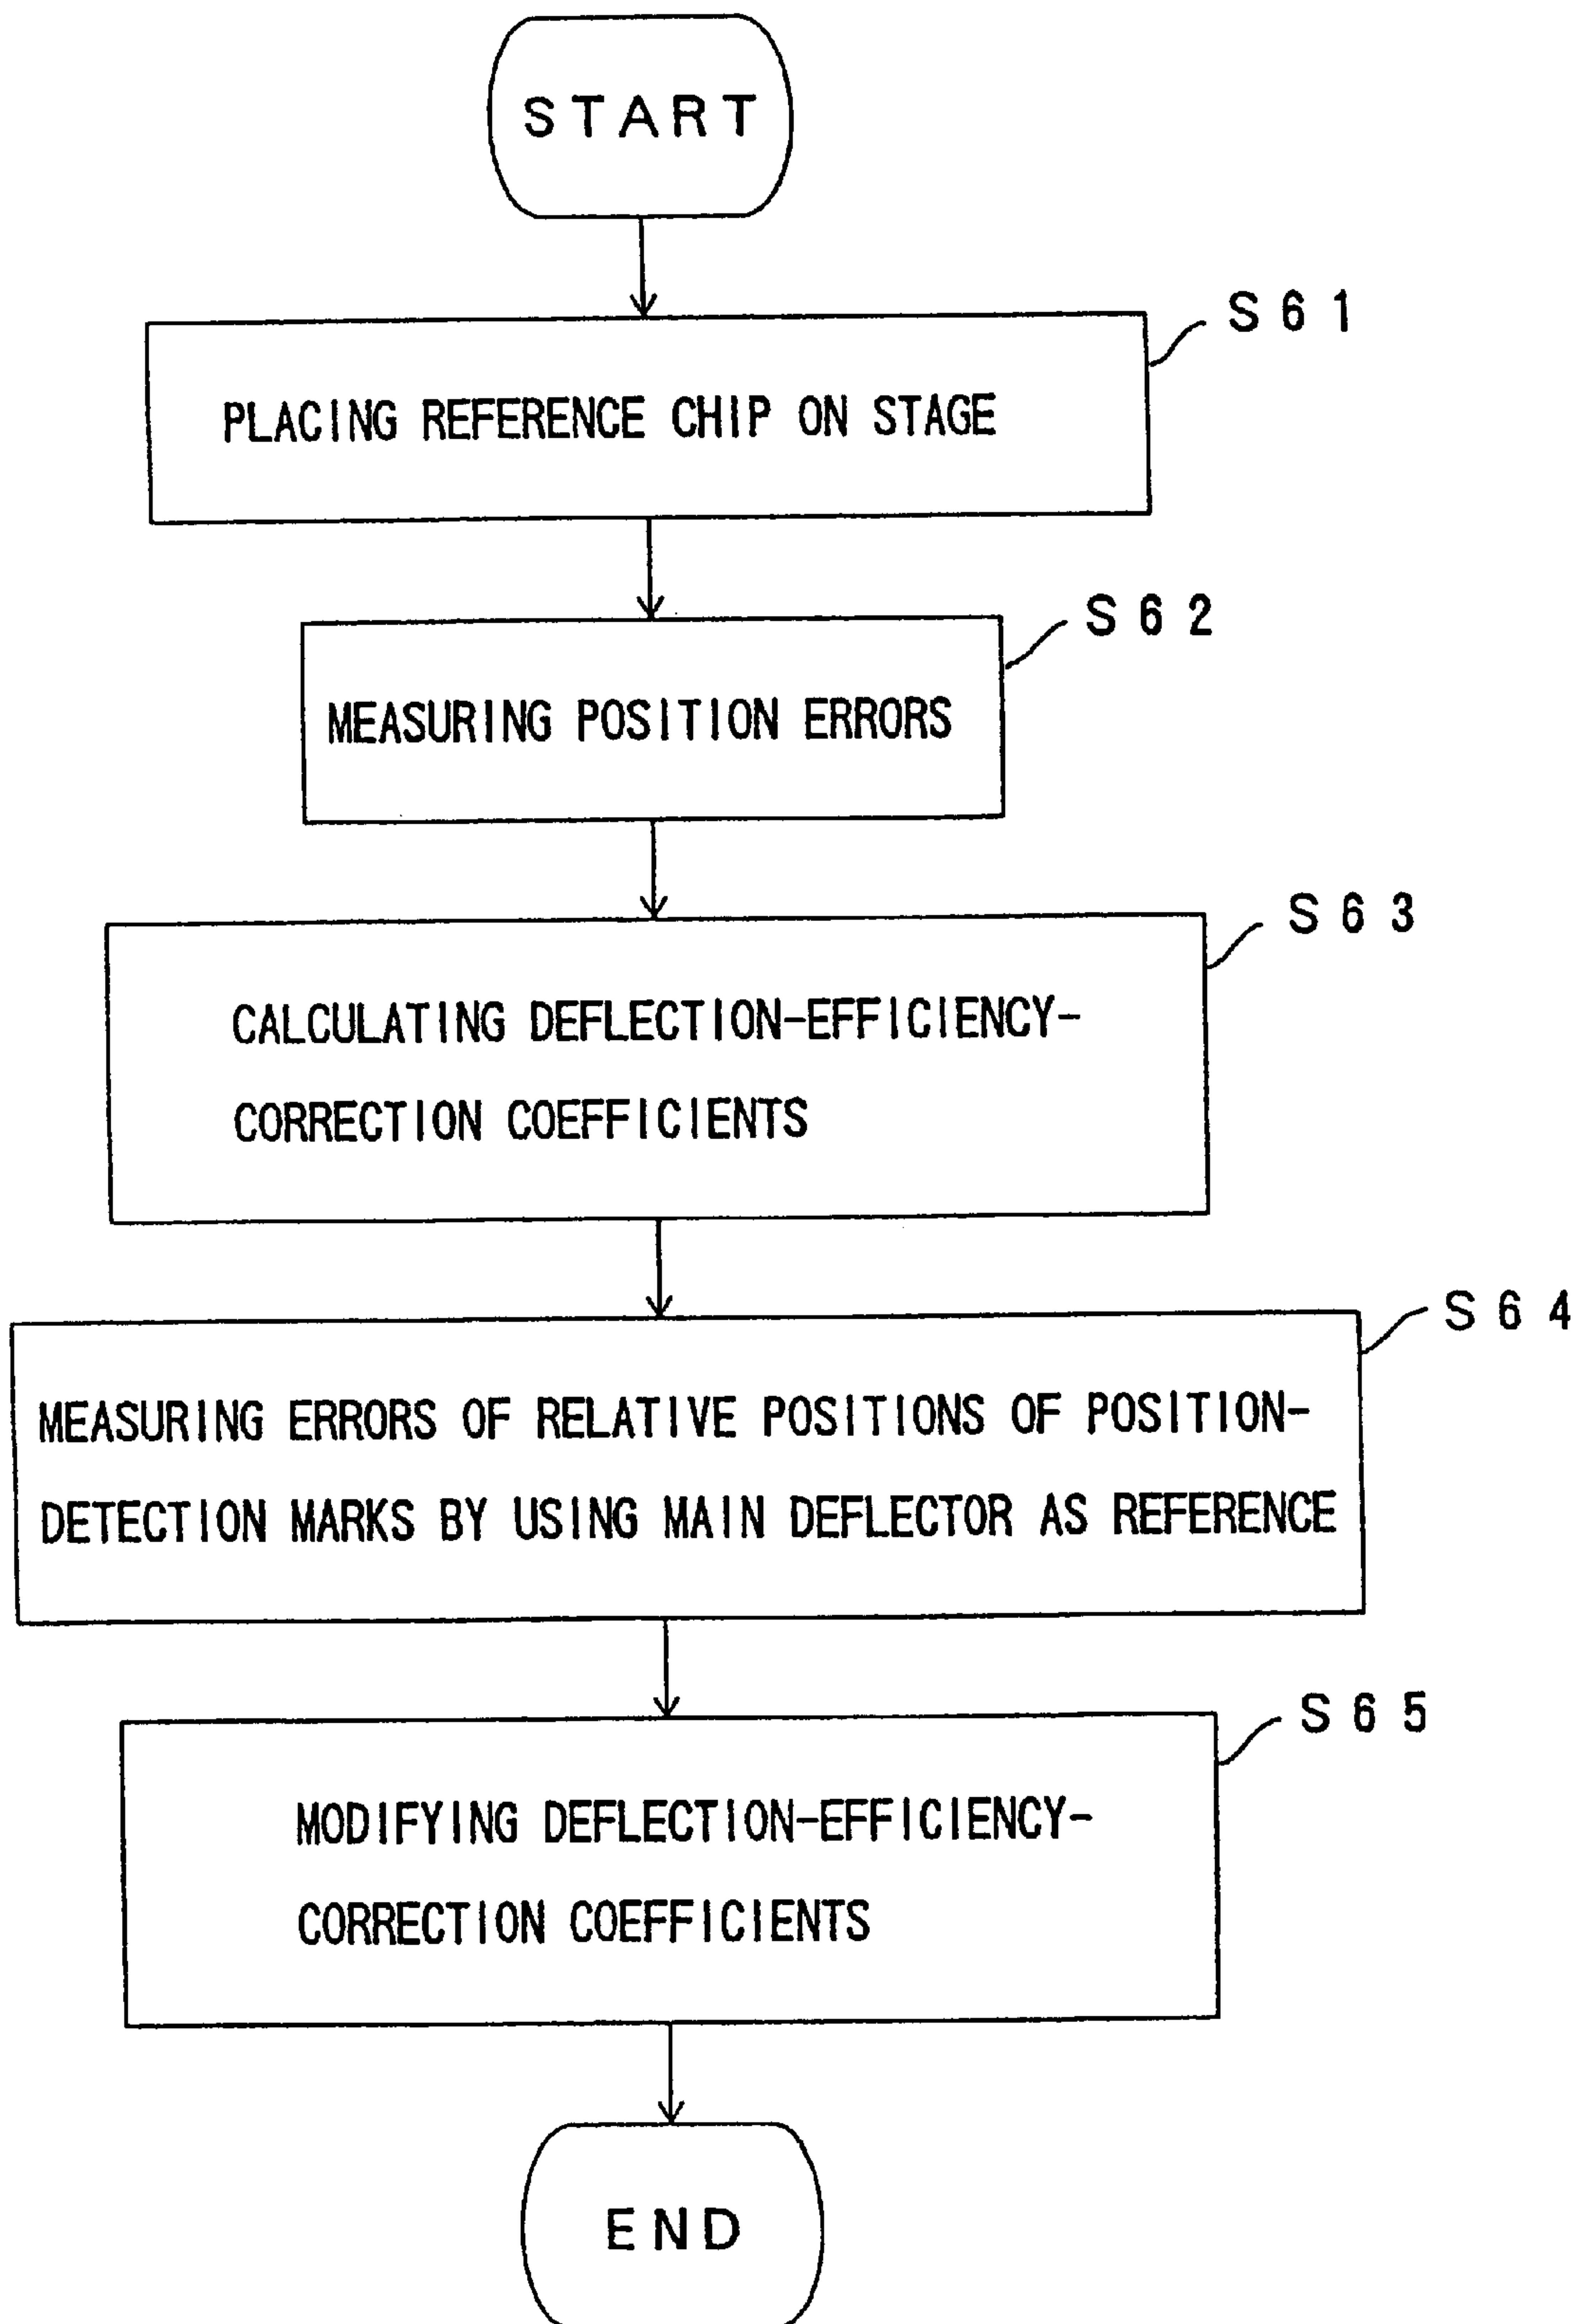 START
S61
PLACING REFERENCE CHIP ON STAGE
S62
MEASURING POSITION ERRORS
S63
CALCULATING DEFLECTION-EFFICIENCY-
CORRECTION COEFFICIENTS
S64
MEASURING ERRORS OF RELATIVE POSITIONS OF POSITION-
DETECTION MARKS BY USING MAIN DEFLECTOR AS REFERENCE
S65
MODIFYING DEFLECTION-EFFICIENCY-
CORRECTION COEFFICIENTS
END